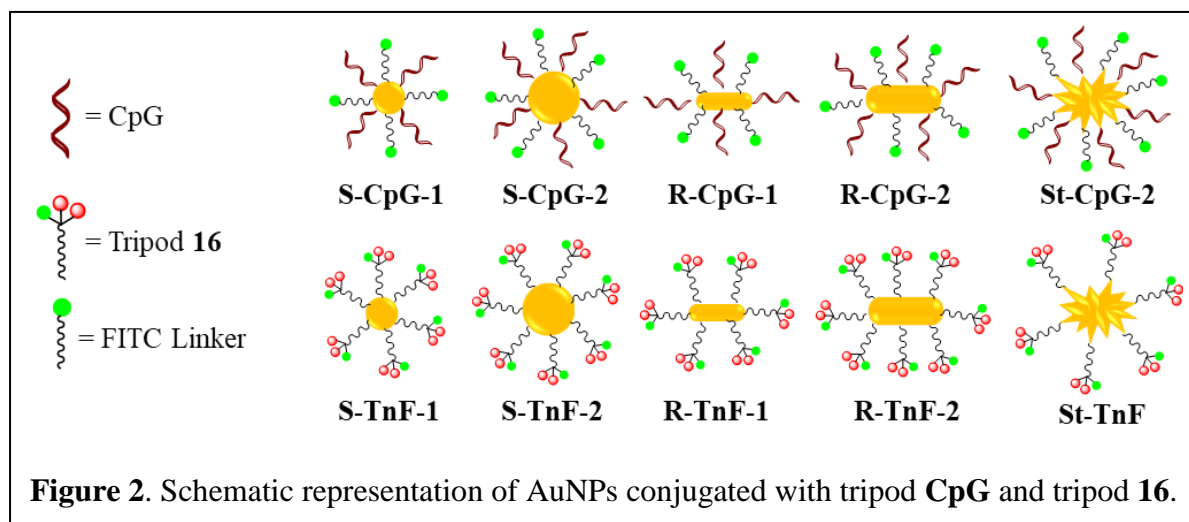 = CpG
= Tripod 16
= FITC Linker
S-CpG-1 S-CpG-2 R-CpG-1 R-CpG-2 St-CpG-2
S-TnF-1 S-TnF-2 R-TnF-1 R-TnF-2 St-TnF
Figure 2. Schematic representation of AuNPs conjugated with tripod CpG and tripod 16.